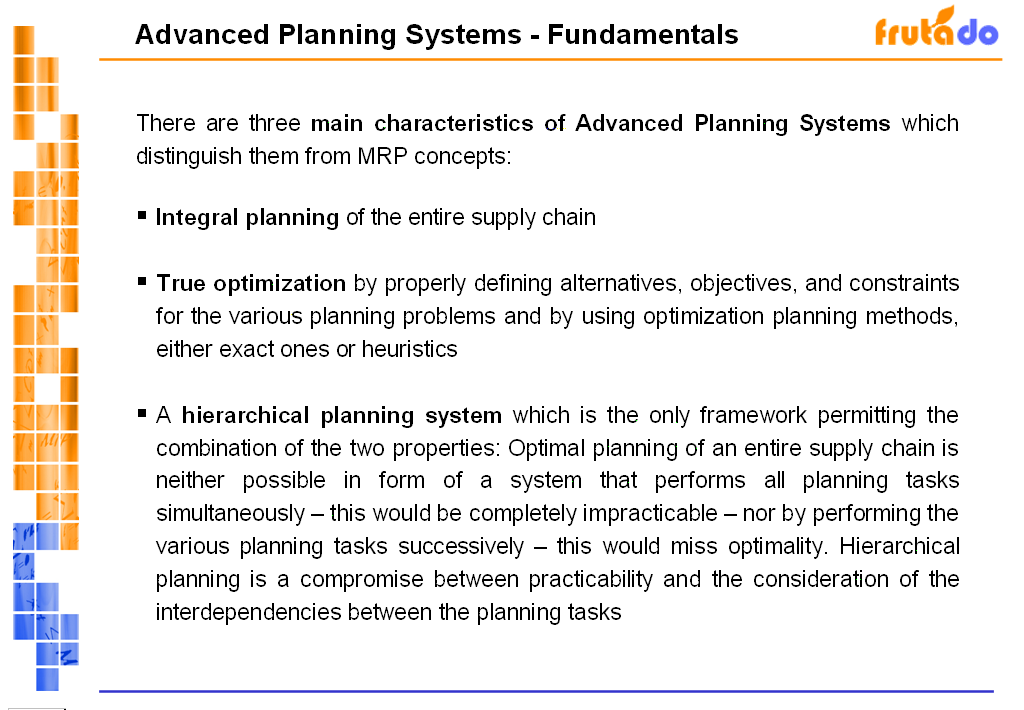 Advanced Planning Systems - Fundamentals
frutado
There are three main characteristics of Advanced Planning Systems which
distinguish them from MRP concepts:
▪ Integral planning of the entire supply chain
▪ True optimization by properly defining alternatives, objectives, and constraints
for the various planning problems and by using optimization planning methods,
either exact ones or heuristics
▪ A hierarchical planning system which is the only framework permitting the
combination of the two properties: Optimal planning of an entire supply chain is
neither possible in form of a system that performs all planning tasks
simultaneously – this would be completely impracticable – nor by performing the
various planning tasks successively – this would miss optimality. Hierarchical
planning is a compromise between practicability and the consideration of the
interdependencies between the planning tasks